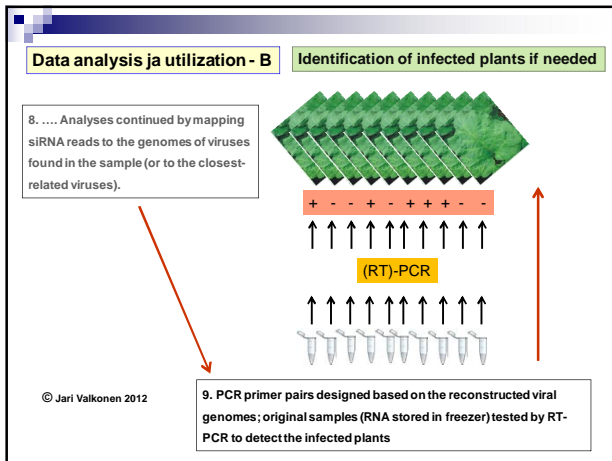 Data analysis ja utilization - B
Identification of infected plants if needed
8. …. Analyses continued by mapping
siRNA reads to the genomes of viruses
found in the sample (or to the closest-
related viruses).
+ - - + - + + + - -
(RT)-PCR
© Jari Valkonen 2012
9. PCR primer pairs designed based on the reconstructed viral
genomes; original samples (RNA stored in freezer) tested by RT-
PCR to detect the infected plants